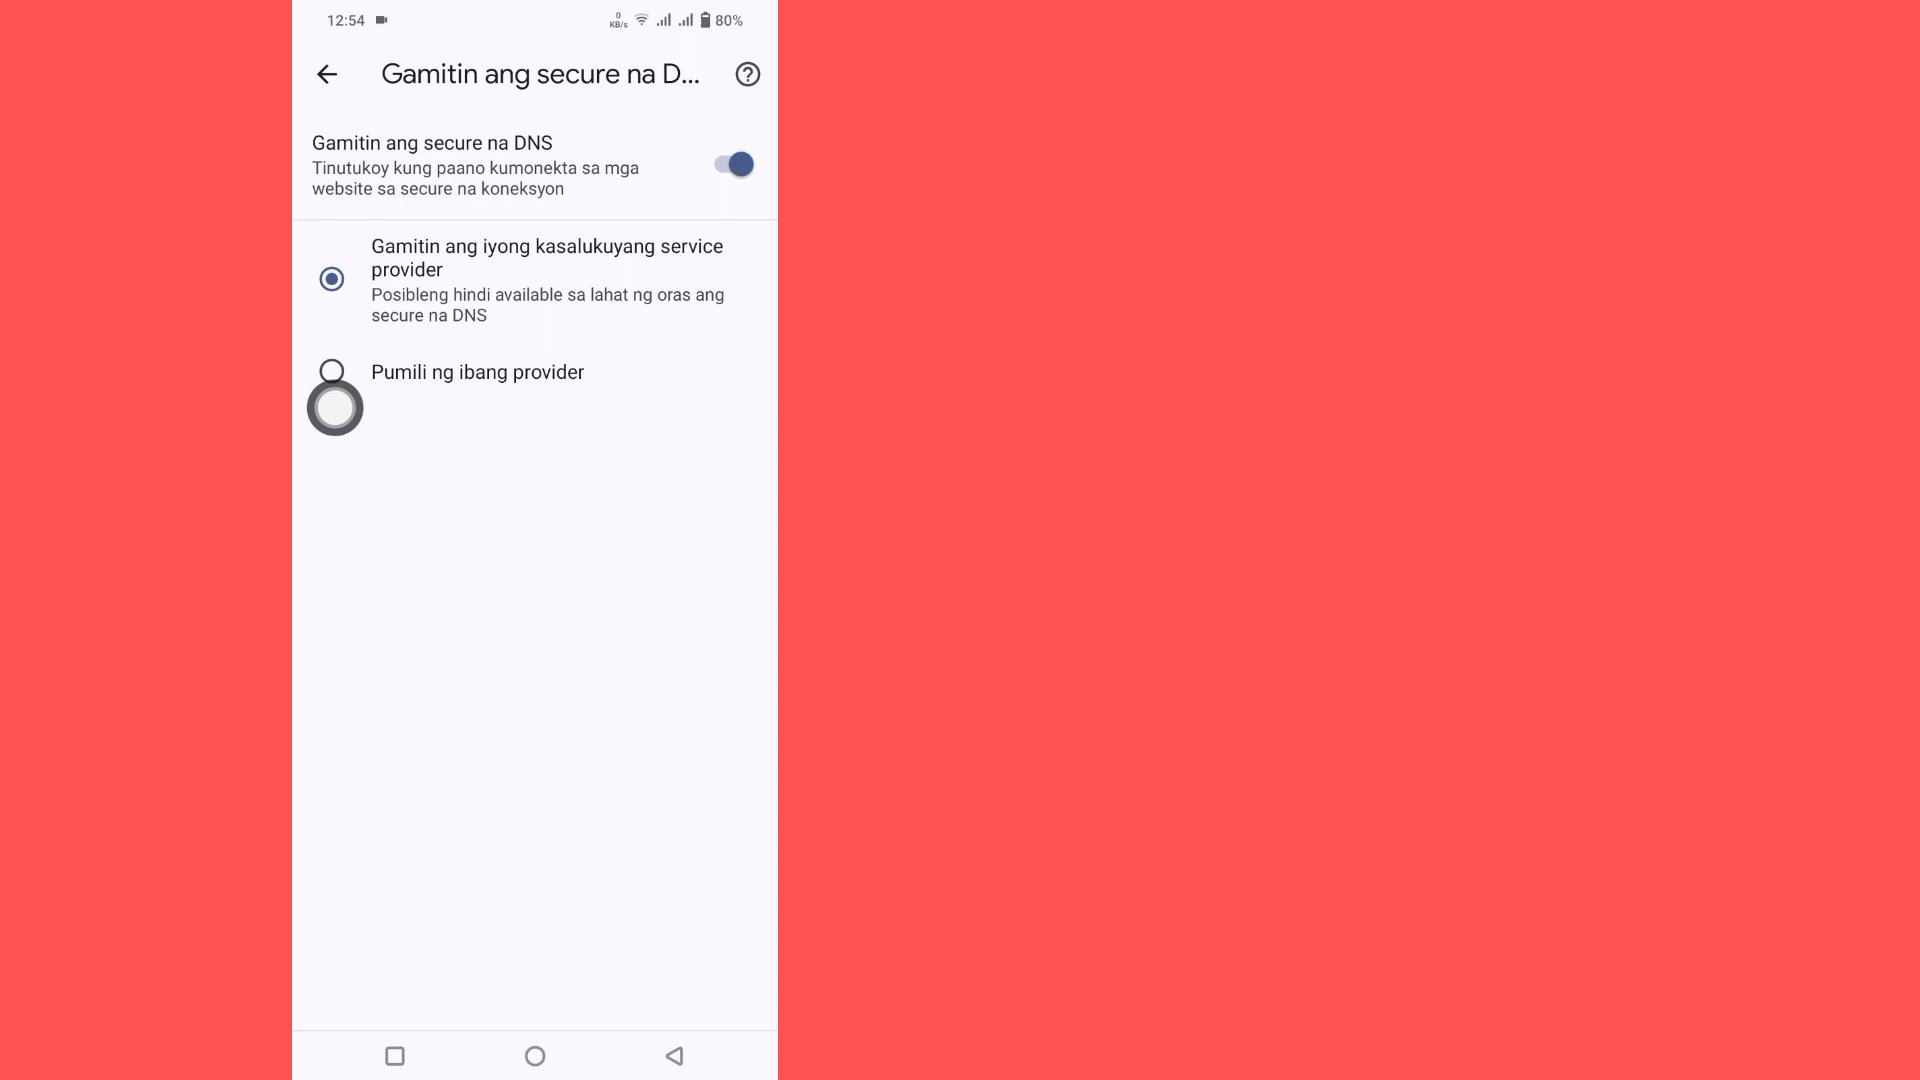 12:54
0
KB/s
80%
Gamitin ang secure na D...
Gamitin ang secure na DNS
Tinutukoy kung paano kumonekta sa mga
website sa secure na koneksyon
Gamitin ang iyong kasalukuyang service
provider
Posibleng hindi available sa lahat ng oras ang
secure na DNS
Pumili ng ibang provider